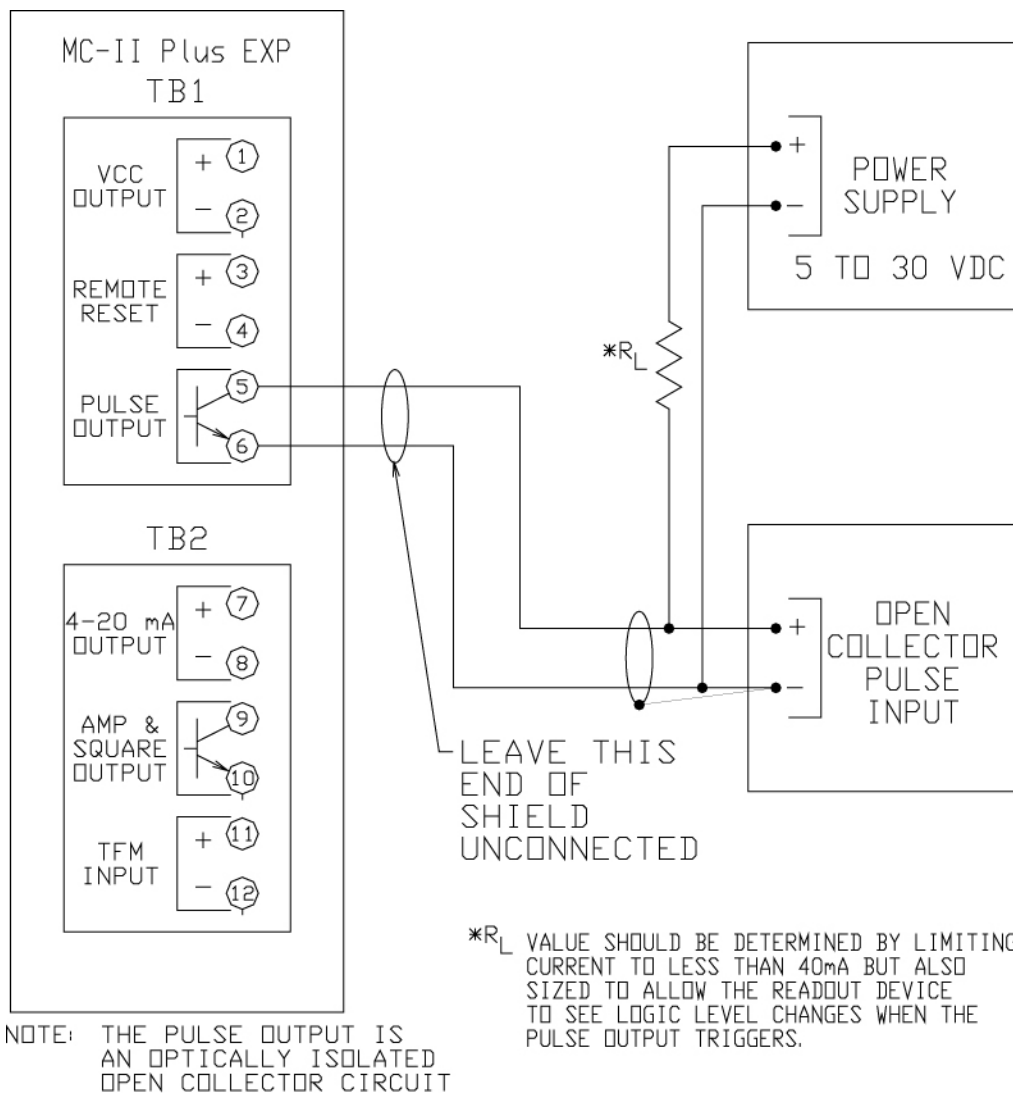 MC-II Plus EXP
TB1
VCC
OUTPUT
+ 1
- 2
REMOTE
RESET
+ 3
- 4
PULSE
OUTPUT
5
6
TB2
4-20 mA
OUTPUT
+ 7
- 8
AMP &
SQUARE
OUTPUT
9
10
TFM
INPUT
+ 11
- 12
+
-
POWER
SUPPLY
5 TO 30 VDC
*RL
+
-
OPEN
COLLECTOR
PULSE
INPUT
LEAVE THIS
END OF
SHIELD
UNCONNECTED
*RL VALUE SHOULD BE DETERMINED BY LIMITING
CURRENT TO LESS THAN 40mA BUT ALSO
SIZED TO ALLOW THE READOUT DEVICE
TO SEE LOGIC LEVEL CHANGES WHEN THE
PULSE OUTPUT TRIGGERS.
NOTE: THE PULSE OUTPUT IS
AN OPTICALLY ISOLATED
OPEN COLLECTOR CIRCUIT